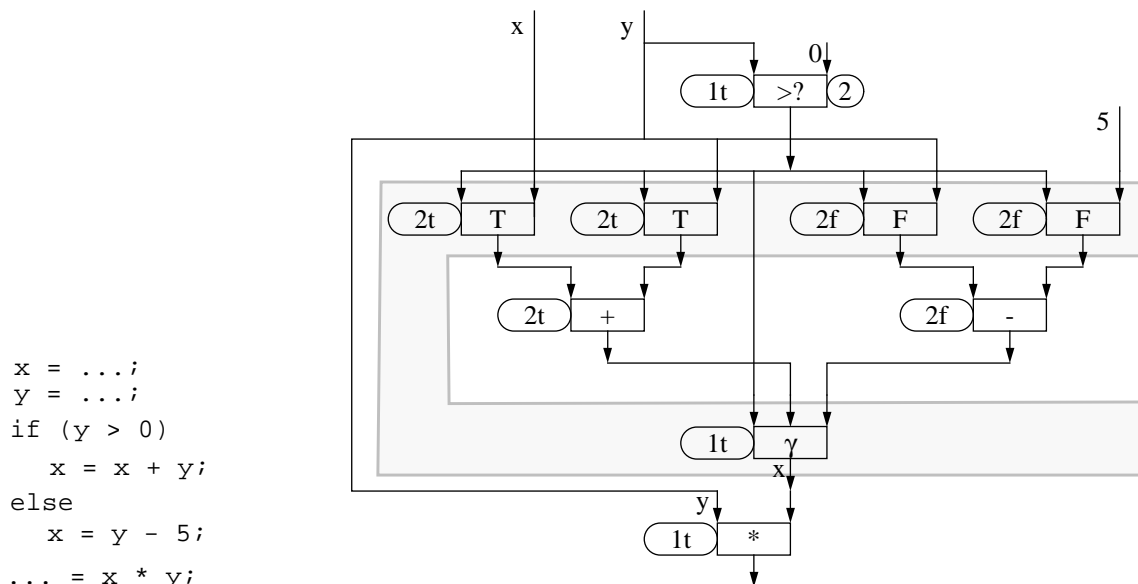 x y
0
1t >? 2
5
2t T 2t T 2f F 2f F
2t + 2f -
x = ...;
y = ...;
if (y > 0)
x = x + y;
else
x = y - 5;
... = x * y;
1t γ
x
y
1t *